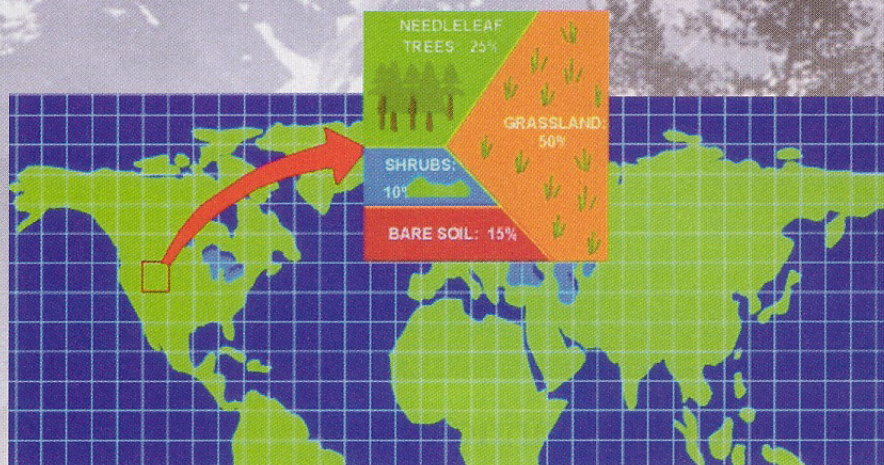 NEEDLELEAF
TREES 25%
GRASSLAND:
50%
SHRUBS:
10%
BARE SOIL: 15%